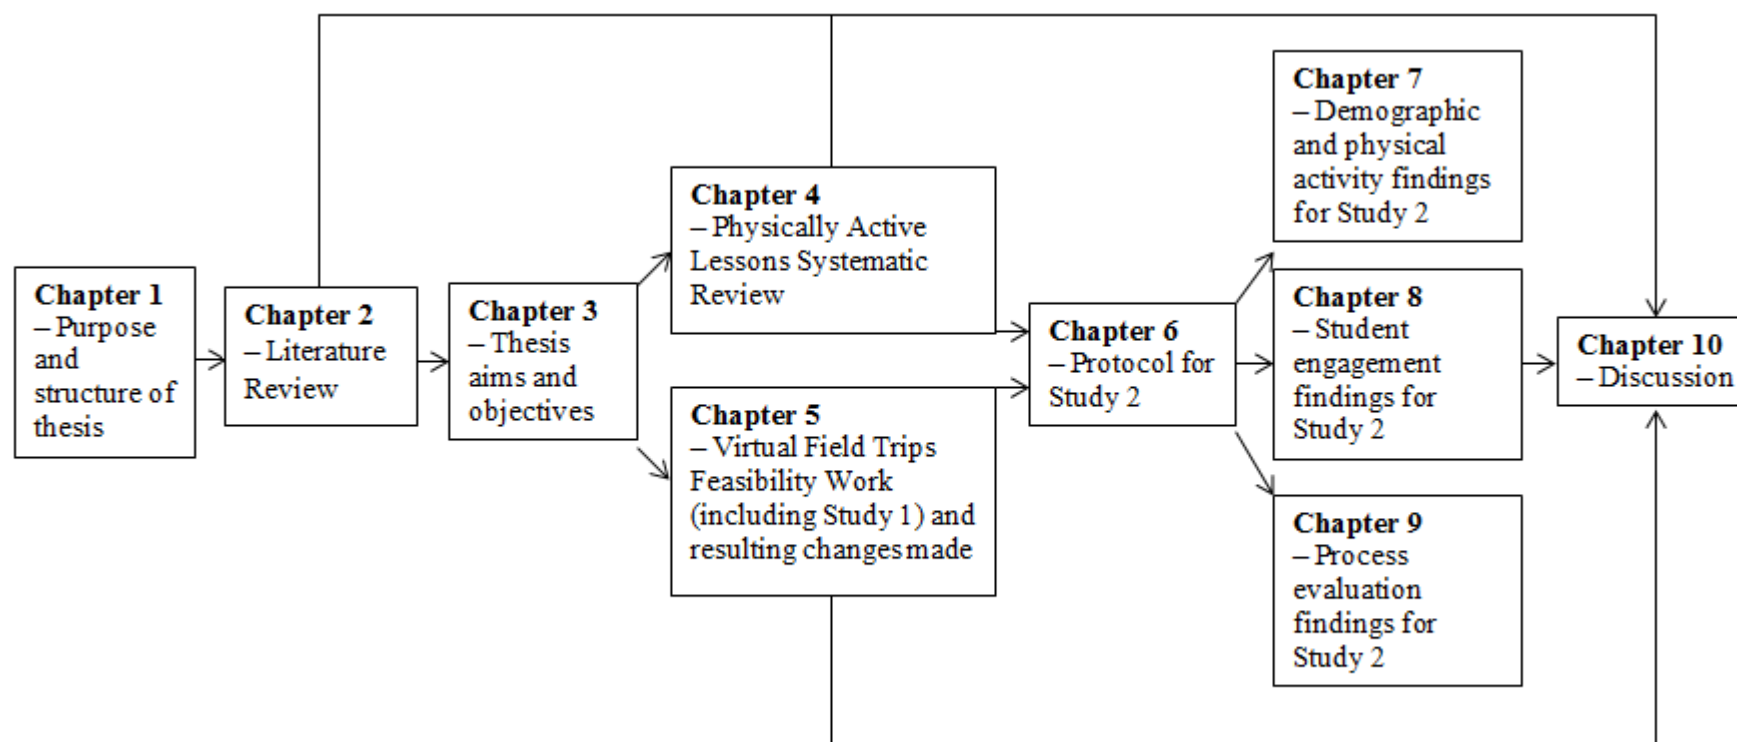 Chapter 1
– Purpose
and
structure of
thesis
Chapter 2
– Literature
Review
Chapter 3
– Thesis
aims and
objectives
Chapter 4
– Physically Active
Lessons Systematic
Review
Chapter 5
– Virtual Field Trips
Feasibility Work
(including Study 1) and
resulting changes made
Chapter 6
– Protocol for
Study 2
Chapter 7
– Demographic
and physical
activity findings
for Study 2
Chapter 8
– Student
engagement
findings for
Study 2
Chapter 9
– Process
evaluation
findings for
Study 2
Chapter 10
– Discussion